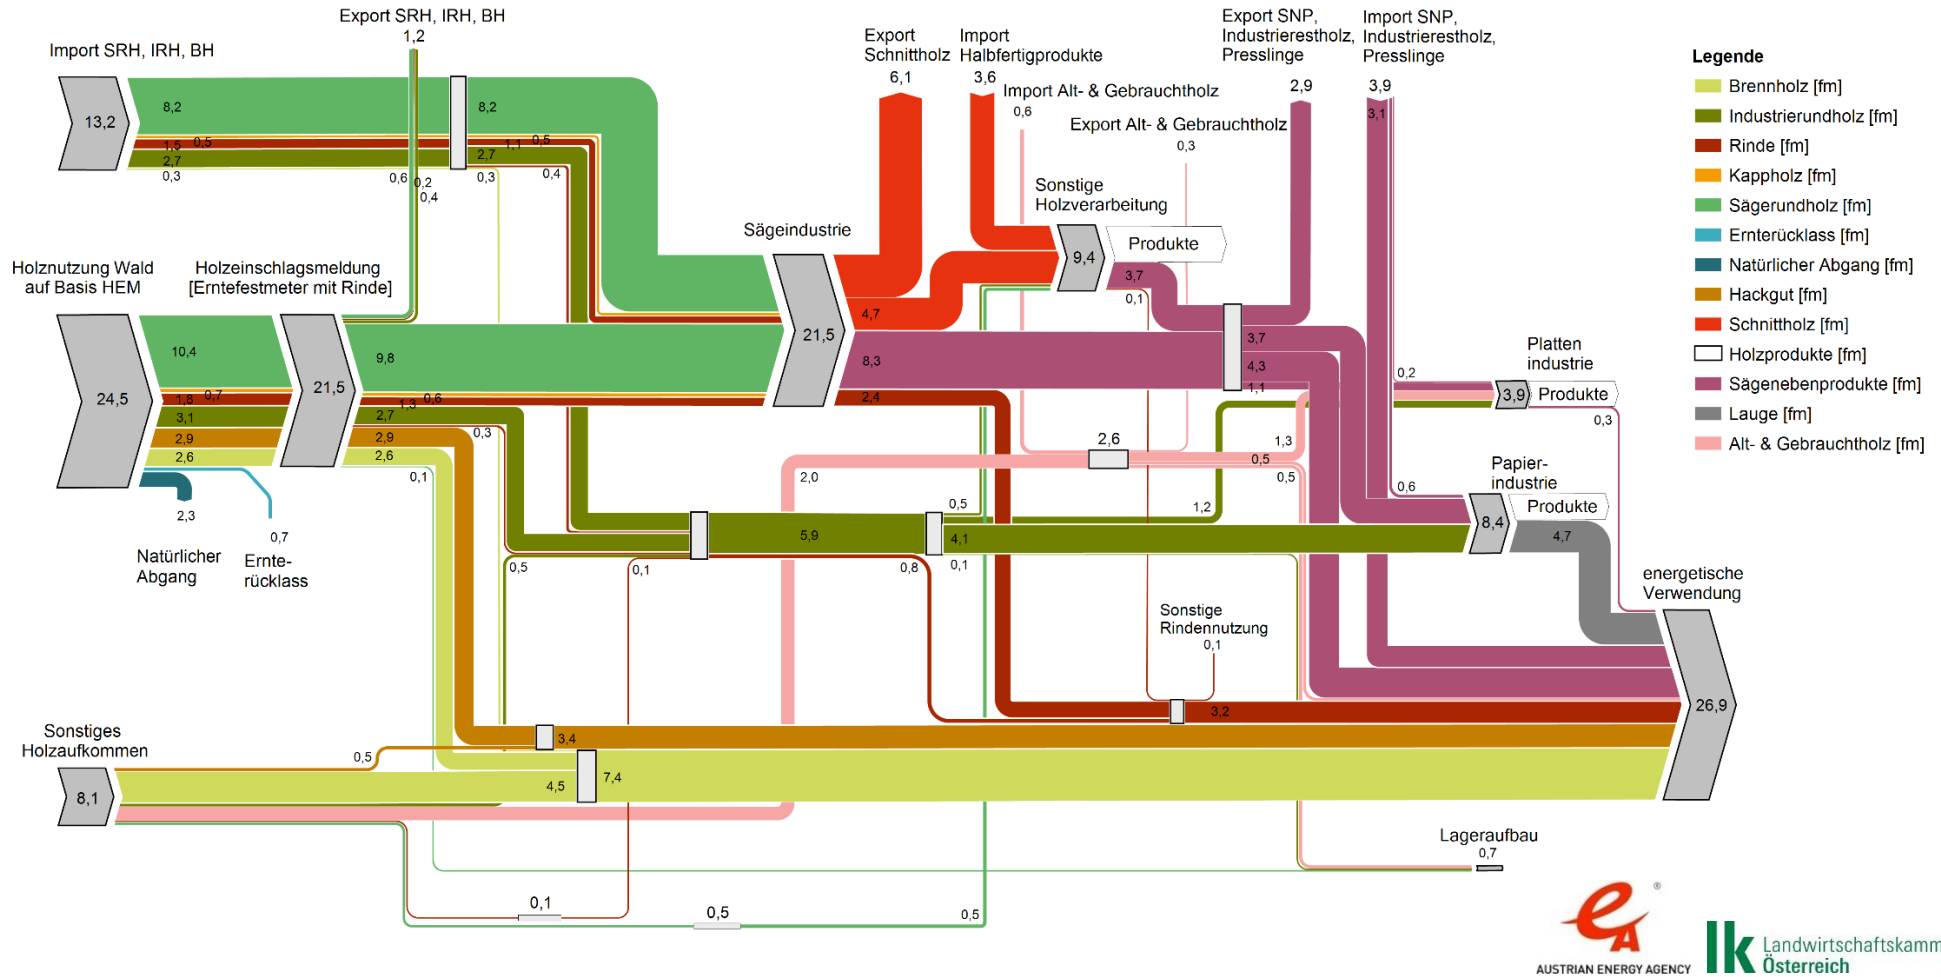 Export SRH, IRH, BH
1,2
Import SRH, IRH, BH
13,2
8,2
0,5
1,5
2,7
0,3
8,2
0,5
1,1
2,7
0,3
0,4
0,6
0,2
0,4
Export
Schnittholz
6,1
Import
Halbfertigprodukte
3,6
Import Alt- & Gebrauchtholz
0,6
Export Alt- & Gebrauchtholz
0,3
Export SNP,
Industrierestholz,
Presslinge
2,9
Import SNP,
Industrierestholz,
Presslinge
3,9
3,1
Legende
Brennholz [fm]
Industrierundholz [fm]
Rinde [fm]
Kappholz [fm]
Sägerundholz [fm]
Ernterücklass [fm]
Natürlicher Abgang [fm]
Hackgut [fm]
Schnittholz [fm]
Holzprodukte [fm]
Sägenebenprodukte [fm]
Lauge [fm]
Alt- & Gebrauchtholz [fm]
Holznutzung Wald
auf Basis HEM
24,5
10,4
0,7
1,8
3,1
2,9
2,6
2,3
Natürlicher
Abgang
0,7
Ernte-
rücklass
Holzeinschlagsmeldung
[Erntefestmeter mit Rinde]
21,5
9,8
0,6
1,3
2,7
0,3
2,9
2,6
0,1
Sägeindustrie
21,5
4,7
8,3
2,4
Sonstige
Holzverarbeitung
9,4
Produkte
3,7
0,1
3,7
4,3
1,1
2,6
2,0
1,3
0,5
0,5
0,2
Platten
industrie
3,9
Produkte
0,3
0,6
Papier-
industrie
8,4
Produkte
4,7
0,5
1,2
5,9
4,1
0,1
0,5
0,1
0,8
Sonstige
Rindennutzung
0,1
3,2
energetische
Verwendung
26,9
Sonstiges
Holzaufkommen
8,1
0,5
3,4
4,5
7,4
0,1
0,5
0,5
Lageraufbau
0,7
AUSTRIAN ENERGY AGENCY
®
lk
Landwirtschaftskamm
Österreich